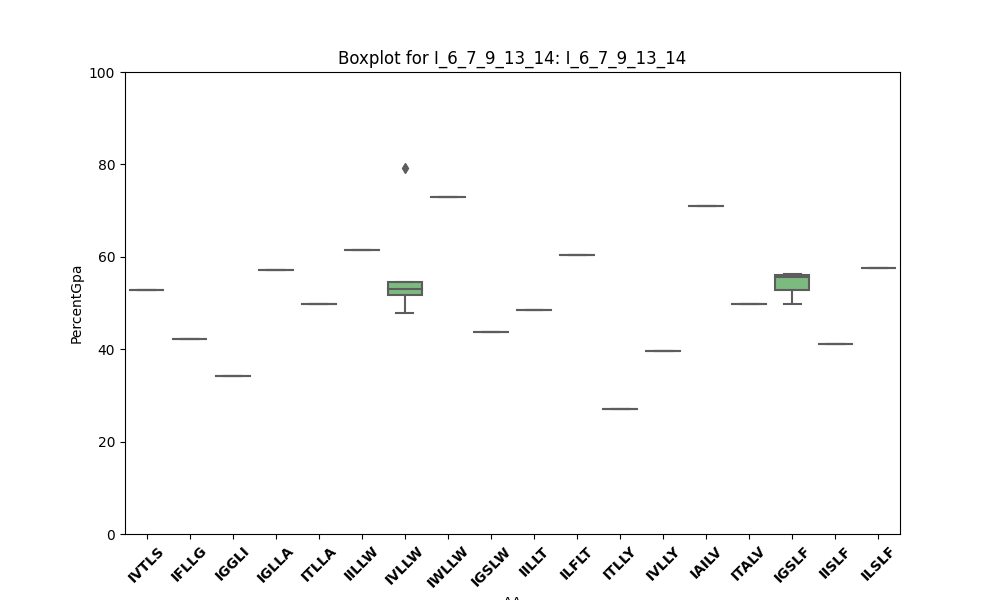 Boxplot for I_6_7_9_13_14: I_6_7_9_13_14
100
80
60
40
20
0
PercentGpa
IVTLS
IFLLG
IGGLI
IGLLA
ITLLA
IILLW
IVLLW
IWLLW
IGSLW
IILLT
ILFLT
ITLLY
IVLLY
IAILV
ITALV
IGSLF
IISLF
ILSLF